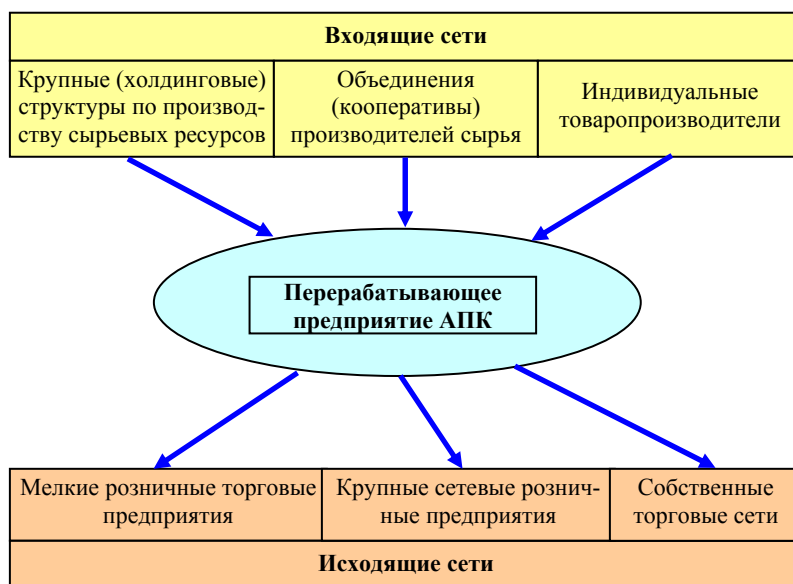 Входящие сети
Крупные (холдинговые)
структуры по производ-
ству сырьевых ресурсов
Объединения
(кооперативы)
производителей сырья
Индивидуальные
товаропроизводители
Перерабатывающее
предприятие АПК
Мелкие розничные торговые
предприятия
Крупные сетевые рознич-
ные предприятия
Собственные
торговые сети
Исходящие сети